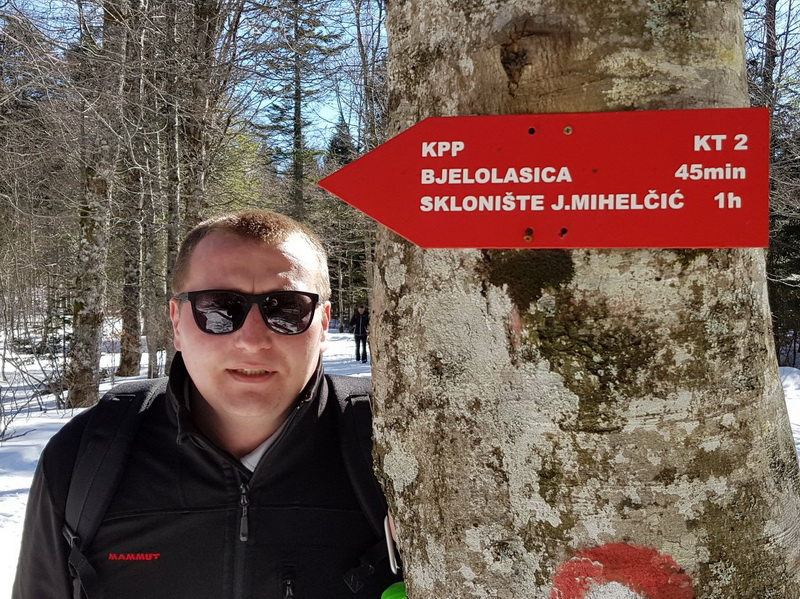 KPP KT 2
BJELOLASICA 45min
SKLONIŠTE J.MIHELČIĆ 1h
MAMMUT